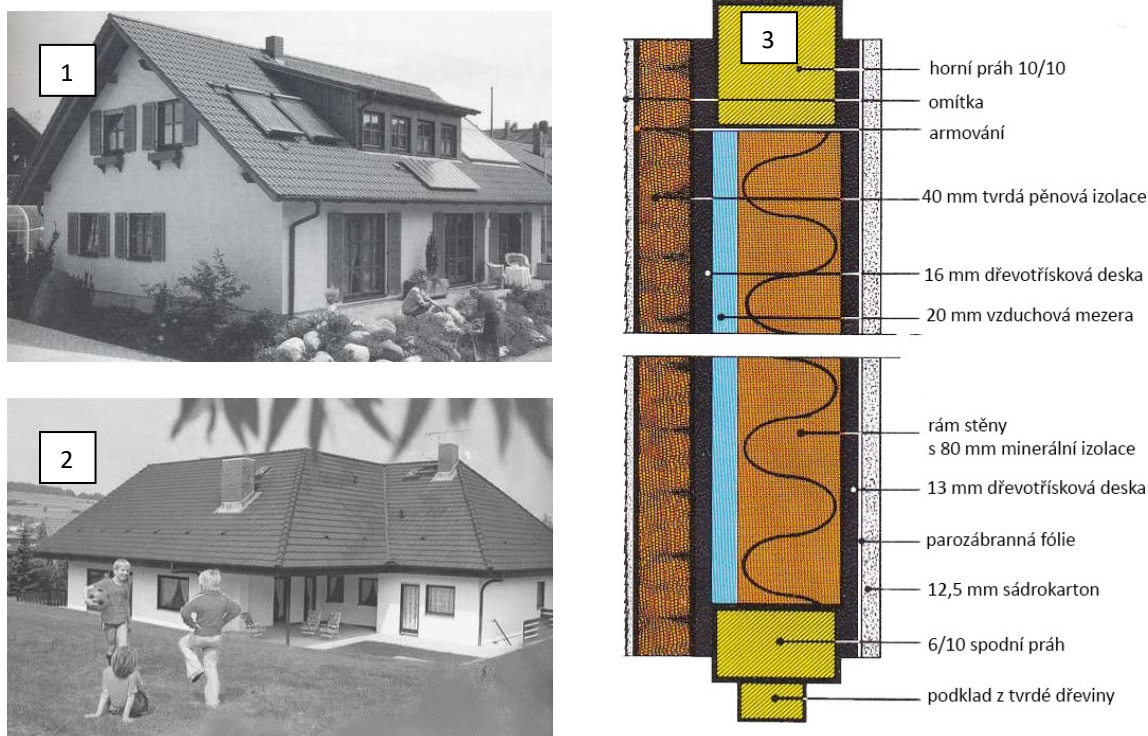 1
2
3
horní práh 10/10
omítka
armování
40 mm tvrdá pěnová izolace
16 mm dřevotřísková deska
20 mm vzduchová mezera
rám stěny
s 80 mm minerální izolace
13 mm dřevotřísková deska
parozábranná fólie
12,5 mm sádrokarton
6/10 spodní práh
podklad z tvrdé dřeviny